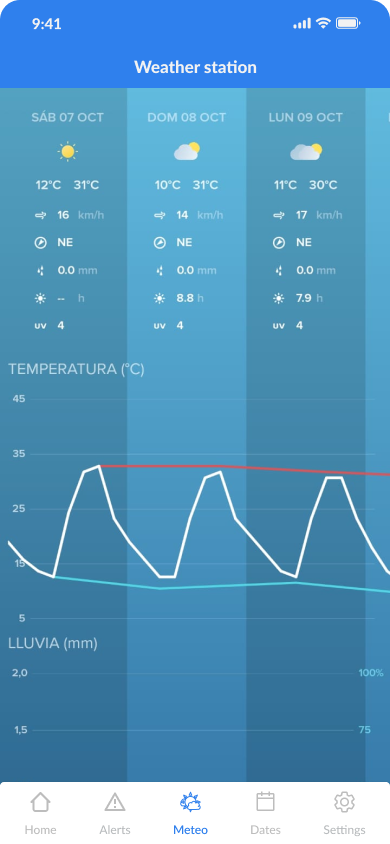 9:41
Weather station
SÁB 07 OCT DOM 08 OCT LUN 09 OCT
12°C 31°C 10°C 31°C 11°C 30°C
16 km/h 14 km/h 17 km/h
NE NE NE
0.0 mm 0.0 mm 0.0 mm
-- h 8.8 h 7.9 h
UV 4 UV 4 UV 4
TEMPERATURA (°C)
45
35
25
15
5
LLUVIA (mm)
2,0 100%
1,5 75
Home Alerts Meteo Dates Settings